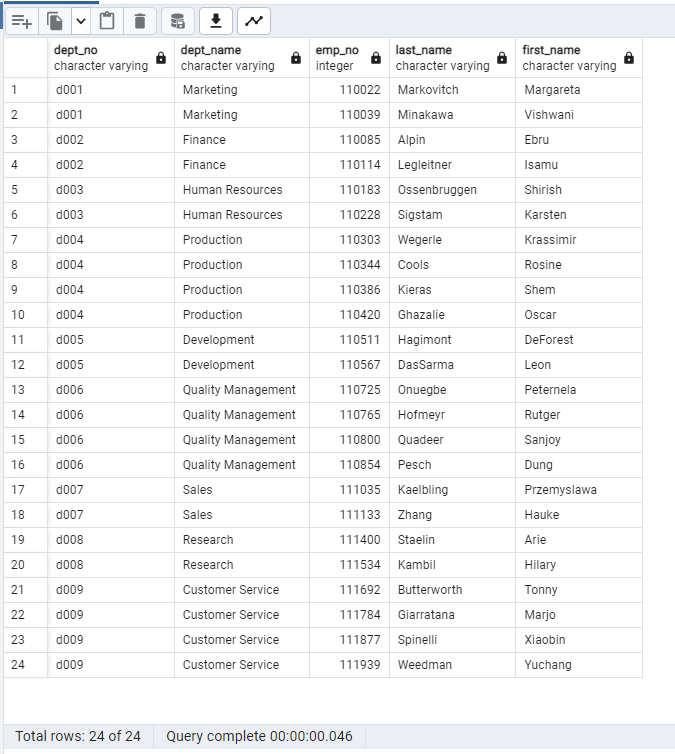 dept_no dept_name emp_no last_name first_name
character varying character varying integer character varying character varying
1 d001 Marketing 110022 Markovitch Margareta
2 d001 Marketing 110039 Minakawa Vishwani
3 d002 Finance 110085 Alpin Ebru
4 d002 Finance 110114 Legleitner Isamu
5 d003 Human Resources 110183 Ossenbruggen Shirish
6 d003 Human Resources 110228 Sigstam Karsten
7 d004 Production 110303 Wegerle Krassimir
8 d004 Production 110344 Cools Rosine
9 d004 Production 110386 Kieras Shem
10 d004 Production 110420 Ghazalie Oscar
11 d005 Development 110511 Hagimont DeForest
12 d005 Development 110567 DasSarma Leon
13 d006 Quality Management 110725 Onuegbe Peternela
14 d006 Quality Management 110765 Hofmeyr Rutger
15 d006 Quality Management 110800 Quadeer Sanjoy
16 d006 Quality Management 110854 Pesch Dung
17 d007 Sales 111035 Kaelbling Przemyslawa
18 d007 Sales 111133 Zhang Hauke
19 d008 Research 111400 Staelin Arie
20 d008 Research 111534 Kambil Hilary
21 d009 Customer Service 111692 Butterworth Tonny
22 d009 Customer Service 111784 Giarratana Marjo
23 d009 Customer Service 111877 Spinelli Xiaobin
24 d009 Customer Service 111939 Weedman Yuchang
Total rows: 24 of 24 Query complete 00:00:00.046